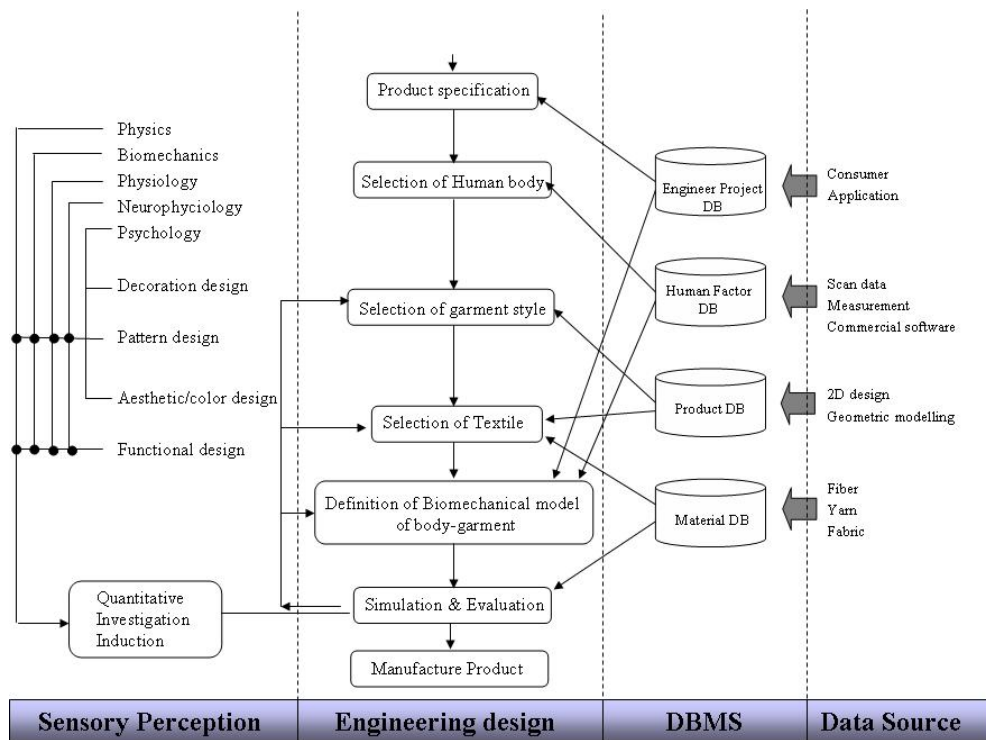 Physics
Biomechanics
Physiology
Neurophyciology
Psychology
Decoration design
Pattern design
Aesthetic/color design
Functional design
Quantitative
Investigation
Induction
Product specification
Selection of Human body
Selection of garment style
Selection of Textile
Definition of Biomechanical model
of body-garment
Simulation & Evaluation
Manufacture Product
Engineer Project
DB
Human Factor
DB
Product DB
Material DB
Consumer
Application
Scan data
Measurement
Commercial software
2D design
Geometric modelling
Fiber
Yarn
Fabric
Sensory Perception
Engineering design
DBMS
Data Source